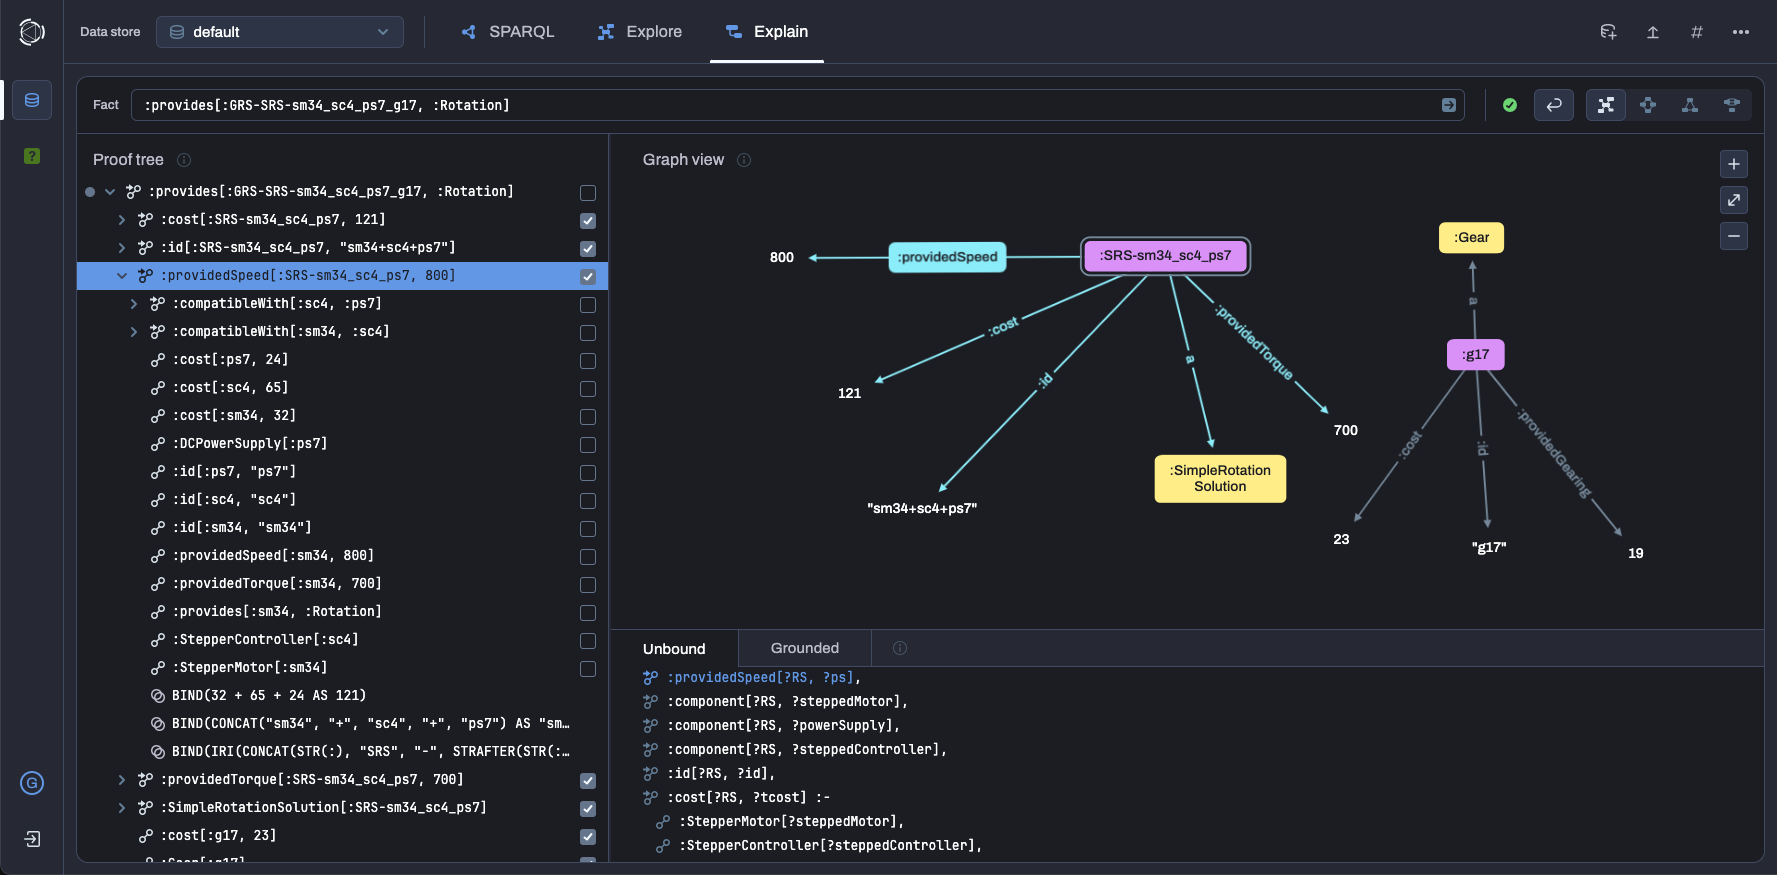 Data store
default
SPARQL
Explore
Explain
#
?
Fact
:provides[:GRS-SRS-sm34_sc4_ps7_g17, :Rotation]
Proof tree
:provides[:GRS-SRS-sm34_sc4_ps7_g17, :Rotation]
:cost[:SRS-sm34_sc4_ps7, 121]
:id[:SRS-sm34_sc4_ps7, "sm34+sc4+ps7"]
:providedSpeed[:SRS-sm34_sc4_ps7, 800]
:compatibleWith[:sc4, :ps7]
:compatibleWith[:sm34, :sc4]
:cost[:ps7, 24]
:cost[:sc4, 65]
:cost[:sm34, 32]
:DCPowerSupply[:ps7]
:id[:ps7, "ps7"]
:id[:sc4, "sc4"]
:id[:sm34, "sm34"]
:providedSpeed[:sm34, 800]
:providedTorque[:sm34, 700]
:provides[:sm34, :Rotation]
:StepperController[:sc4]
:StepperMotor[:sm34]
BIND(32 + 65 + 24 AS 121)
BIND(CONCAT("sm34", "+", "sc4", "+", "ps7") AS "sm…
BIND(IRI(CONCAT(STR(:), "SRS", "-", STRAFTER(STR(:…
:providedTorque[:SRS-sm34_sc4_ps7, 700]
:SimpleRotationSolution[:SRS-sm34_sc4_ps7]
:cost[:g17, 23]
:Gear[:g17]
G
Graph view
800
:providedSpeed
:SRS-sm34_sc4_ps7
:cost
:id
a
:providedTorque
121
"sm34+sc4+ps7"
:SimpleRotation
Solution
700
:Gear
a
:g17
:cost
:id
:providedGearing
23
"g17"
19
Unbound
Grounded
:providedSpeed[?RS, ?ps],
:component[?RS, ?steppedMotor],
:component[?RS, ?powerSupply],
:component[?RS, ?steppedController],
:id[?RS, ?id],
:cost[?RS, ?tcost] :-
:StepperMotor[?steppedMotor],
:StepperController[?steppedController],